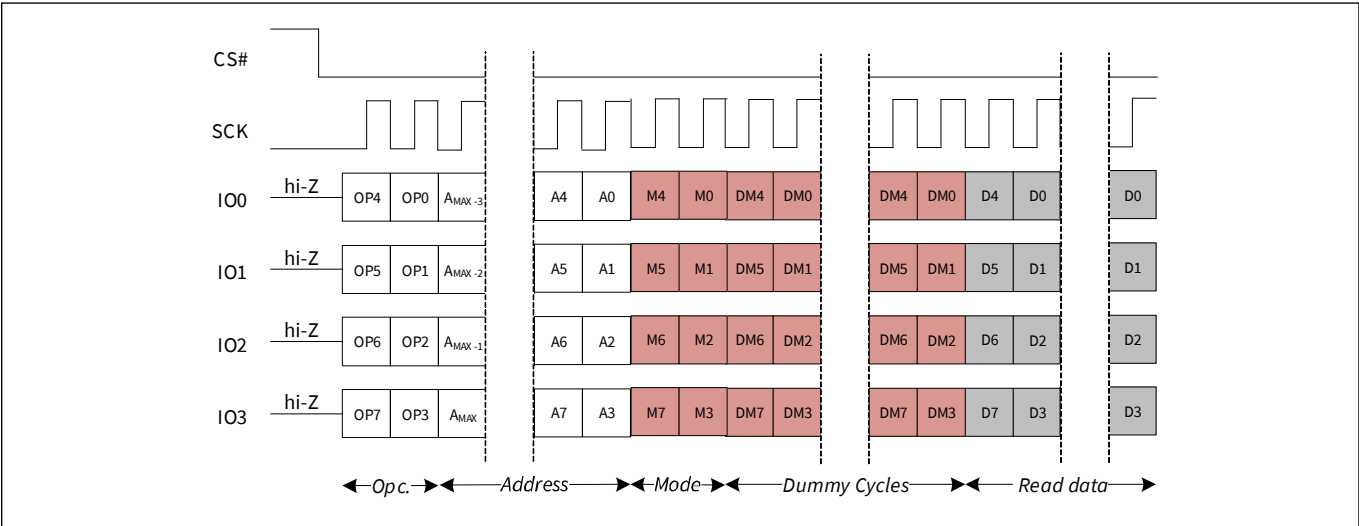 CS#
SCK
IO0 hi-Z OP4 OP0 AMAX -3 A4 A0 M4 M0 DM4 DM0 DM4 DM0 D4 D0 D0
IO1 hi-Z OP5 OP1 AMAX -2 A5 A1 M5 M1 DM5 DM1 DM5 DM1 D5 D1 D1
IO2 hi-Z OP6 OP2 AMAX -1 A6 A2 M6 M2 DM6 DM2 DM6 DM2 D6 D2 D2
IO3 hi-Z OP7 OP3 AMAX A7 A3 M7 M3 DM7 DM3 DM7 DM3 D7 D3 D3
Opc. Address Mode Dummy Cycles Read data